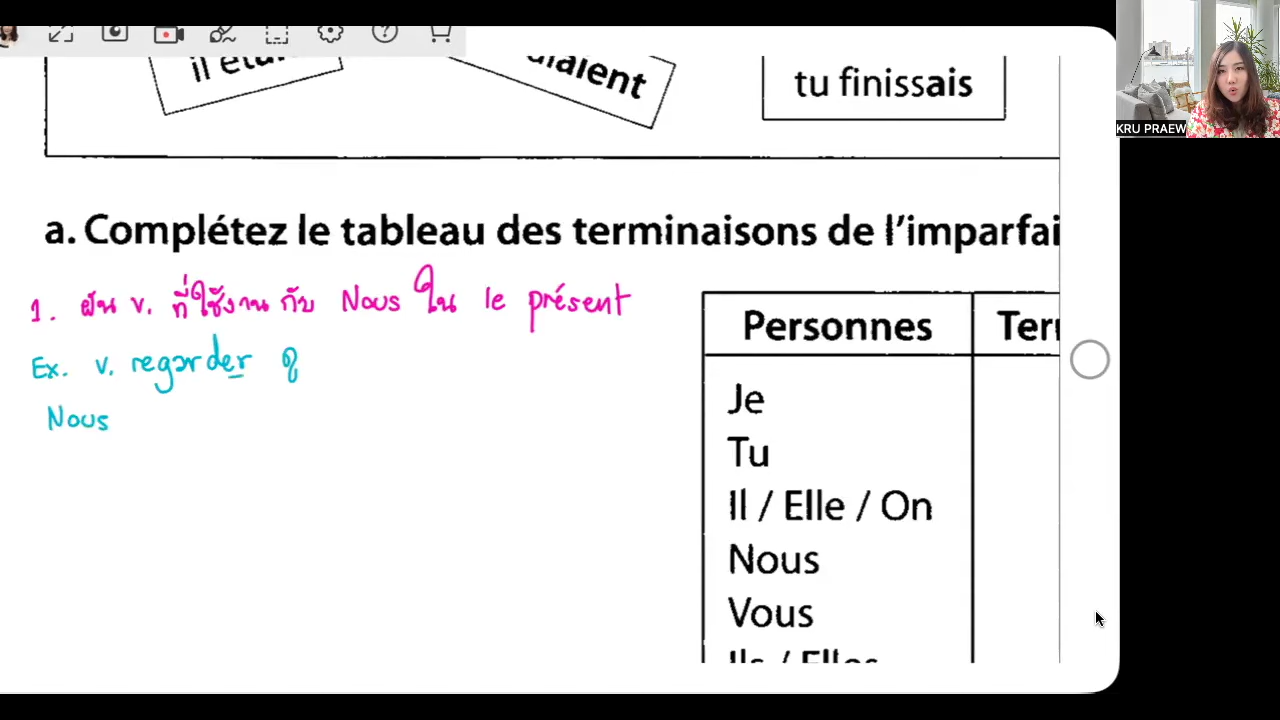 tu finissais
a. Complétez le tableau des terminaisons de l'imparfai
1. ผัน v. ที่ใช้งาน กับ Nous ใน le présent
Ex. v. regarder
Nous
Personnes
Je
Tu
Il / Elle / On
Nous
Vous
Ils / Elles
KRU PRAEW